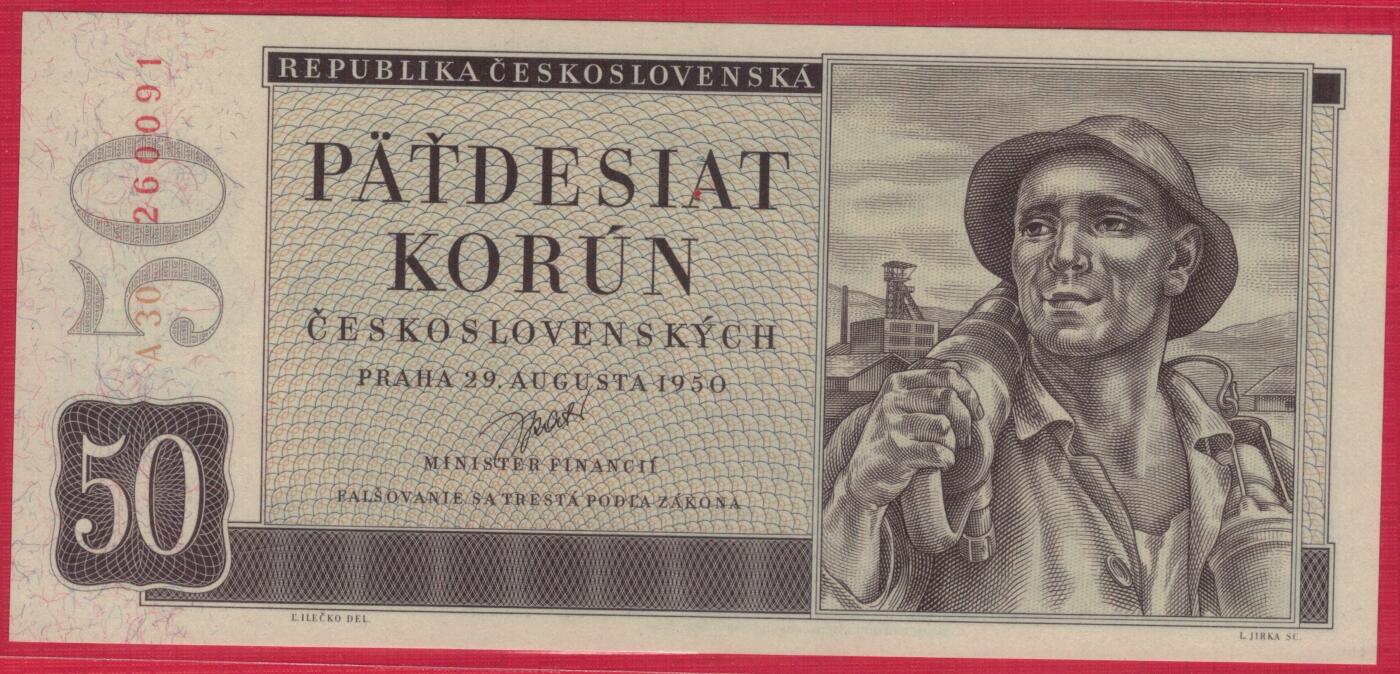 REPUBLIKA ČESKOSLOVENSKÁ
PÄŤDESIAT
KORÚN
ČESKOSLOVENSKÝCH
PRAHA 29. AUGUSTA 1950
MINISTER FINANCIÍ
FALŠOVANIE SA TRESTÁ PODĽA ZÁKONA
A 30 260091
50
50
Ľ. ILEČKO DEL.
L. JIRKA SC.